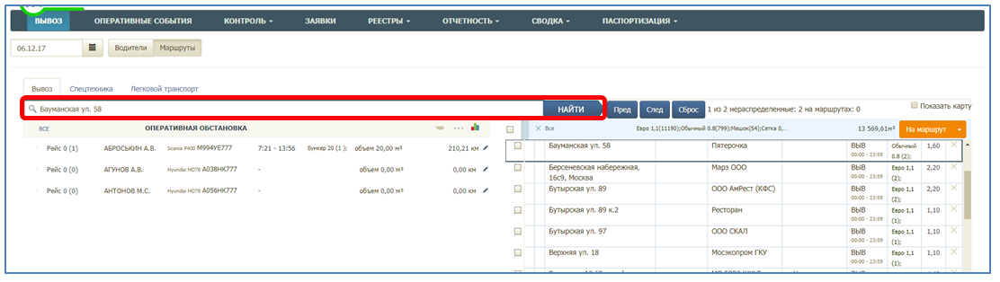 ВЫВОЗ ОПЕРАТИВНЫЕ СОБЫТИЯ КОНТРОЛЬ ЗАЯВКИ РЕЕСТРЫ ОТЧЕТНОСТЬ СВОДКА ПАСПОРТИЗАЦИЯ
06.12.17 Водители Маршруты
Вывоз Спецтехника Легковой транспорт
Бауманская ул. 58 НАЙТИ Пред След Сброс 1 из 2 нераспределенные: 2 на маршрутах: 0 Показать карту
ВСЕ ОПЕРАТИВНАЯ ОБСТАНОВКА
Все Евро 1,1(11190);Обычный 0.8(799);Мешок(54);Сетка 0,... 13 569,61м³ На маршрут
Рейс 0 (1) АБРОСЬКИН А.В. Scania P400 М994УЕ777 7:21 - 13:56 Бункер 20 (1 ); объем 20,00 м³ 210,21 км
Рейс 0 (0) АГУНОВ А.В. Hyundai HD78 А038НК777 - объем 0,00 м³ 0,00 км
Рейс 0 (0) АНТОНОВ М.С. Hyundai HD78 А056НК777 - объем 0,00 м³ 0,00 км
Бауманская ул. 58 Пятерочка ВЫВ Обычный 1,60
00:00 - 23:59 0.8 (2);
Берсеневская набережная, Марэ ООО ВЫВ Евро 1,1 2,20
16с9, Москва 00:00 - 23:59 (2);
Бутырская ул. 89 ООО АмРест (КФС) ВЫВ Евро 1,1 2,20
00:00 - 23:59 (2);
Бутырская ул. 89 к.2 Ресторан ВЫВ Евро 1,1 1,10
00:00 - 23:59 (1);
Бутырская ул. 97 ООО СКАЛ ВЫВ Евро 1,1 1,10
00:00 - 23:59 (1);
Верхняя ул. 18 Мосэкопром ГКУ ВЫВ Евро 1,1 1,10
00:00 - 23:59 (1);